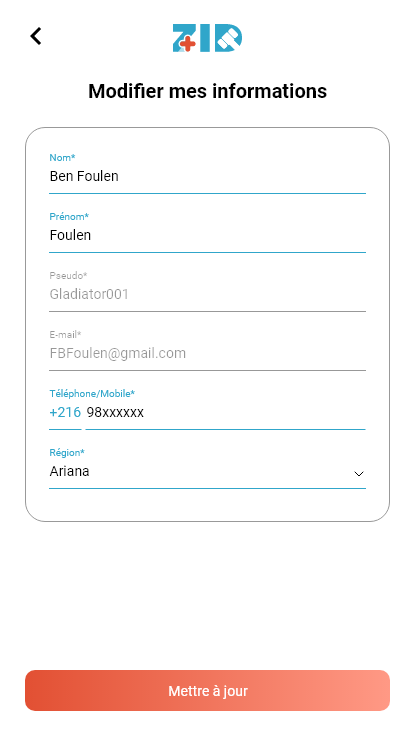 ZID
Modifier mes informations
Nom*
Ben Foulen
Prénom*
Foulen
Pseudo*
Gladiator001
E-mail*
FBFoulen@gmail.com
Téléphone/Mobile*
+216 98xxxxxx
Région*
Ariana
Mettre à jour